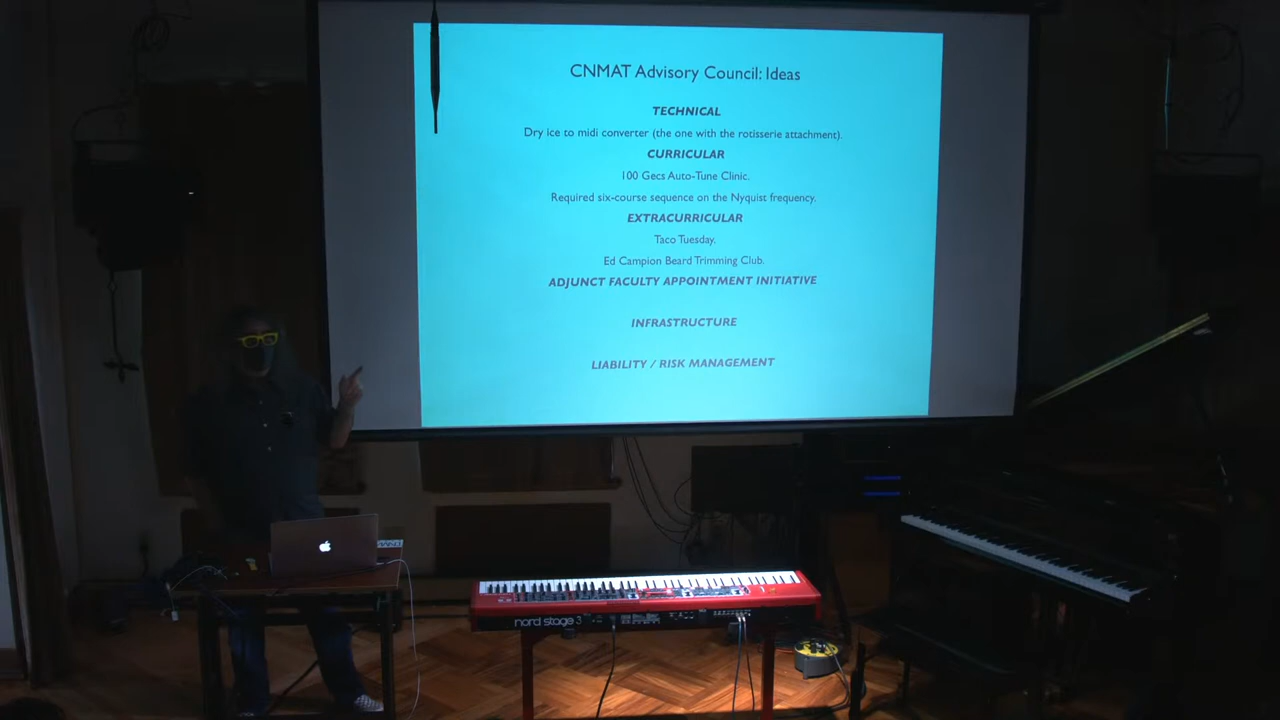 CNMAT Advisory Council: Ideas
TECHNICAL
Dry ice to midi converter (the one with the rotisserie attachment).
CURRICULAR
100 Gecs Auto-Tune Clinic.
Required six-course sequence on the Nyquist frequency.
EXTRACURRICULAR
Taco Tuesday.
Ed Campion Beard Trimming Club.
ADJUNCT FACULTY APPOINTMENT INITIATIVE
INFRASTRUCTURE
LIABILITY / RISK MANAGEMENT
nord stage 3